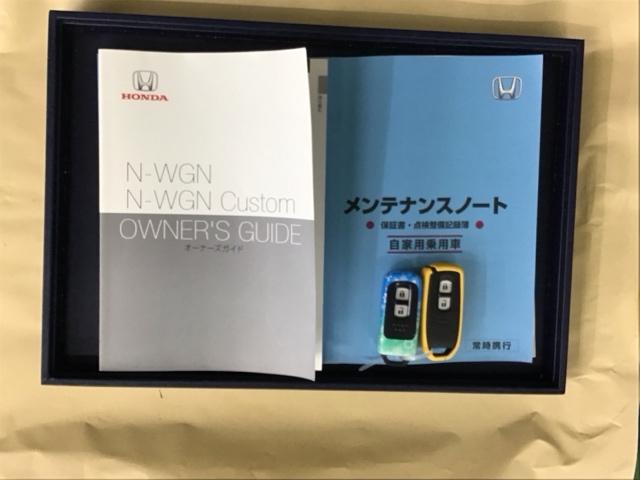 HONDA
N-WGN
N-WGN Custom
OWNER'S GUIDE
オーナーズガイド
メンテナンスノート
保証書・点検整備記録簿
自家用乗用車
常時携行